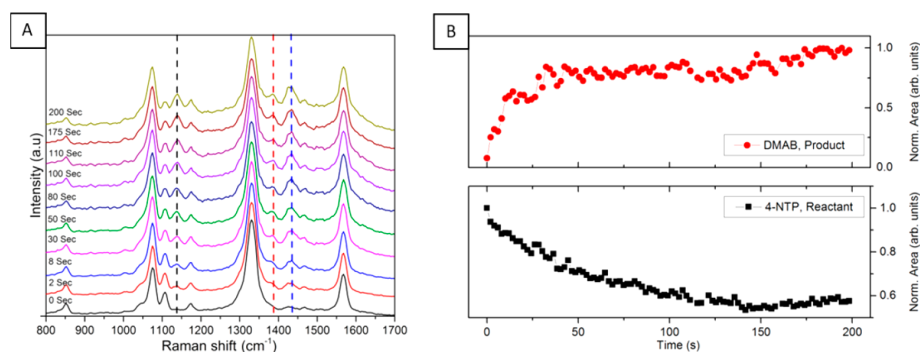 A
Intensity (a.u)
200 Sec
175 Sec
110 Sec
100 Sec
80 Sec
50 Sec
30 Sec
8 Sec
2 Sec
0 Sec
800 900 1000 1100 1200 1300 1400 1500 1600 1700
Raman shift (cm⁻¹)
B
1.0
0.5
0.0
Norm. Area (arb. units)
DMAB, Product
1.0
0.8
0.6
Norm. Area (arb. units)
4-NTP, Reactant
0 50 100 150 200
Time (s)